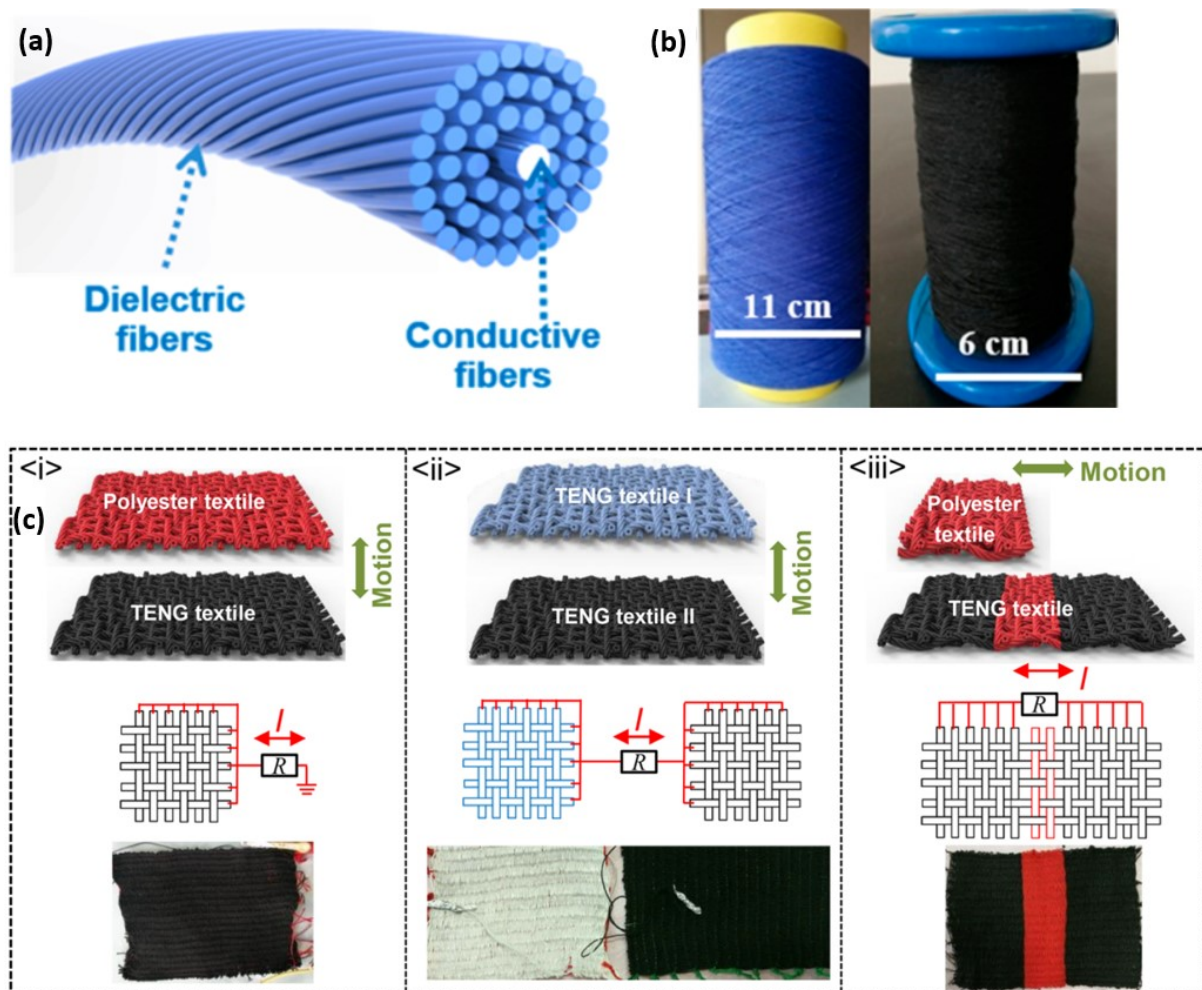 (a)
Dielectric
fibers
Conductive
fibers
(b)
11 cm
6 cm
(c)
<i>
Polyester textile
TENG textile
Motion
I
R
<ii>
TENG textile I
TENG textile II
Motion
I
R
<iii>
Motion
Polyester
textile
TENG textile
I
R